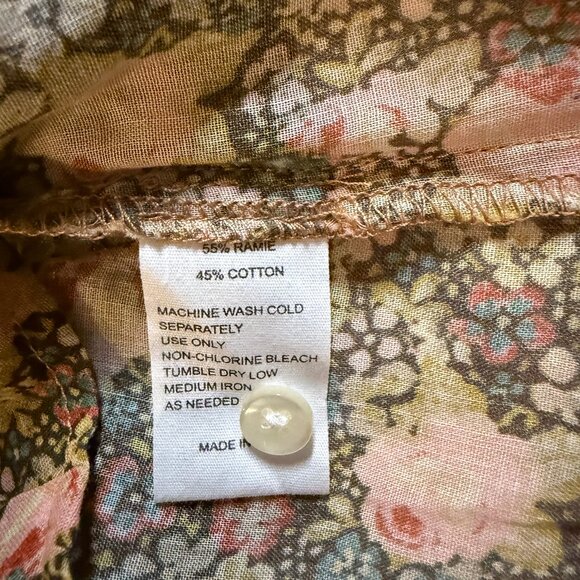 55% RAMIE
45% COTTON
MACHINE WASH COLD
SEPARATELY
USE ONLY
NON-CHLORINE BLEACH
TUMBLE DRY LOW
MEDIUM IRON
AS NEEDED
MADE IN